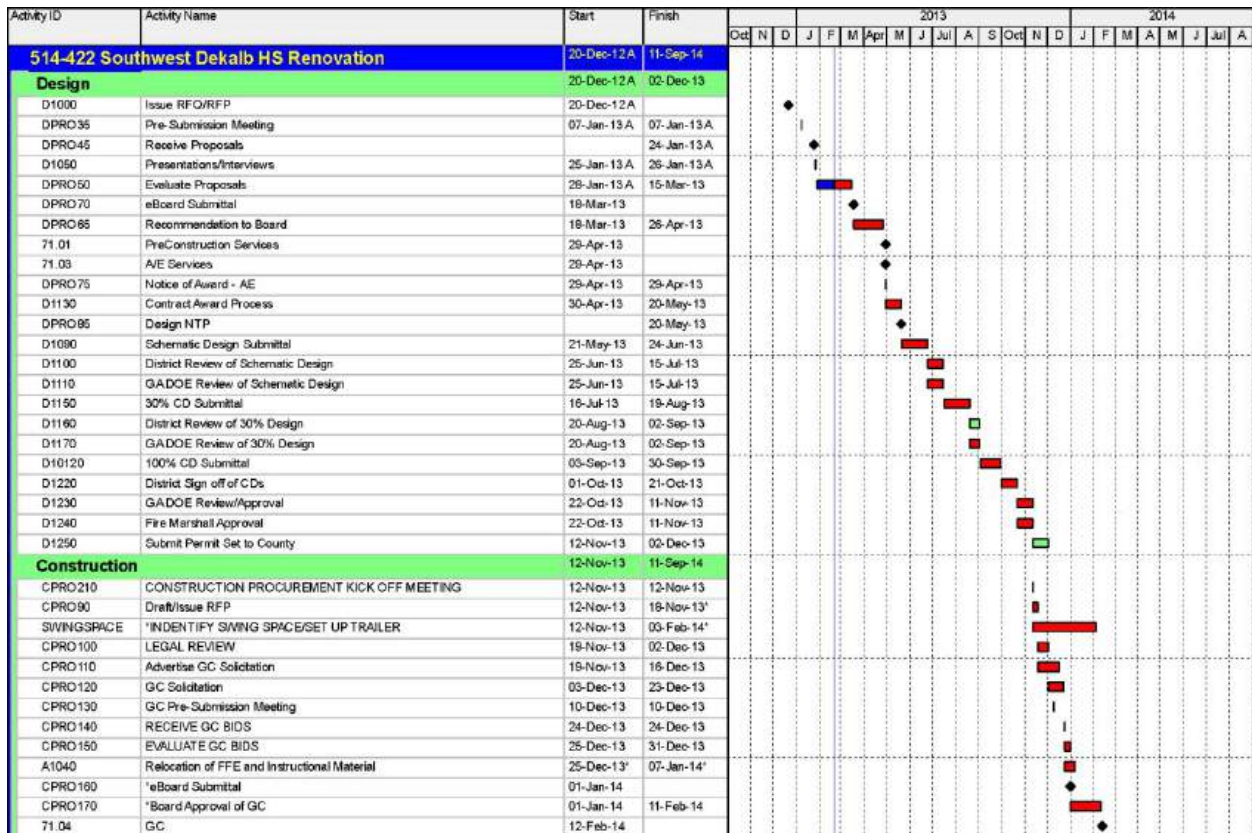 Activity ID Activity Name Start Finish 2013 2014
Oct N D J F M Apr M J Jul A S Oct N D J F M A M J Jul A
514-422 Southwest Dekalb HS Renovation 20-Dec-12 A 11-Sep-14
Design 20-Dec-12 A 02-Dec-13
D1000 Issue RFQ/RFP 20-Dec-12 A
DPRO35 Pre-Submission Meeting 07-Jan-13 A 07-Jan-13 A
DPRO45 Receive Proposals 24-Jan-13 A
D1050 Presentations/Interviews 25-Jan-13 A 26-Jan-13 A
DPRO50 Evaluate Proposals 28-Jan-13 A 15-Mar-13
DPRO70 eBoard Submittal 18-Mar-13
DPRO65 Recommendation to Board 18-Mar-13 26-Apr-13
71.01 PreConstruction Services 29-Apr-13
71.03 A/E Services 29-Apr-13
DPRO75 Notice of Award - AE 29-Apr-13 29-Apr-13
D1130 Contract Award Process 30-Apr-13 20-May-13
DPRO85 Design NTP 20-May-13
D1090 Schematic Design Submittal 21-May-13 24-Jun-13
D1100 District Review of Schematic Design 25-Jun-13 15-Jul-13
D1110 GADOE Review of Schematic Design 25-Jun-13 15-Jul-13
D1150 30% CD Submittal 16-Jul-13 19-Aug-13
D1160 District Review of 30% Design 20-Aug-13 02-Sep-13
D1170 GADOE Review of 30% Design 20-Aug-13 02-Sep-13
D10120 100% CD Submittal 03-Sep-13 30-Sep-13
D1220 District Sign off of CDs 01-Oct-13 21-Oct-13
D1230 GADOE Review/Approval 22-Oct-13 11-Nov-13
D1240 Fire Marshall Approval 22-Oct-13 11-Nov-13
D1250 Submit Permit Set to County 12-Nov-13 02-Dec-13
Construction 12-Nov-13 11-Sep-14
CPRO210 CONSTRUCTION PROCUREMENT KICK OFF MEETING 12-Nov-13 12-Nov-13
CPRO90 Draft/Issue RFP 12-Nov-13 18-Nov-13*
SWINGSPACE *INDENTIFY SWING SPACE/SET UP TRAILER 12-Nov-13 03-Feb-14*
CPRO100 LEGAL REVIEW 19-Nov-13 02-Dec-13
CPRO110 Advertise GC Solicitation 19-Nov-13 16-Dec-13
CPRO120 GC Solicitation 03-Dec-13 23-Dec-13
CPRO130 GC Pre-Submission Meeting 10-Dec-13 10-Dec-13
CPRO140 RECEIVE GC BIDS 24-Dec-13 24-Dec-13
CPRO150 EVALUATE GC BIDS 25-Dec-13 31-Dec-13
A1040 Relocation of FFE and Instructional Material 25-Dec-13* 07-Jan-14*
CPRO160 *eBoard Submittal 01-Jan-14
CPRO170 *Board Approval of GC 01-Jan-14 11-Feb-14
71.04 GC 12-Feb-14